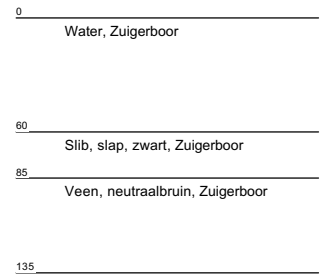 0
Water, Zuigerboor
60
Slib, slap, zwart, Zuigerboor
85
Veen, neutraalbruin, Zuigerboor
135